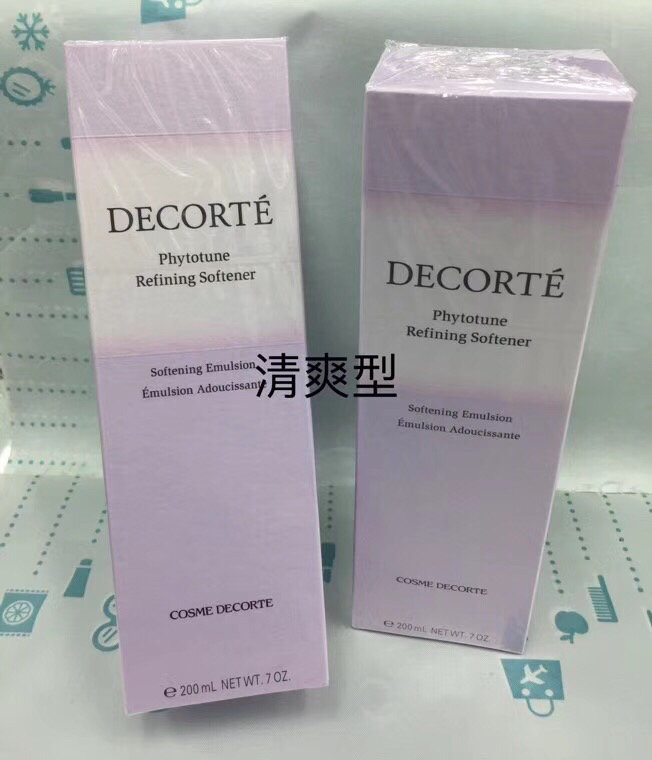 DECORTÉ
Phytotune
Refining Softener
Softening Emulsion
Émulsion Adoucissante
COSME DECORTE
e 200 mL NET WT. 7 OZ.
清爽型
DECORTÉ
Phytotune
Refining Softener
Softening Emulsion
Émulsion Adoucissante
COSME DECORTE
e 200 mL NET WT. 7 OZ.